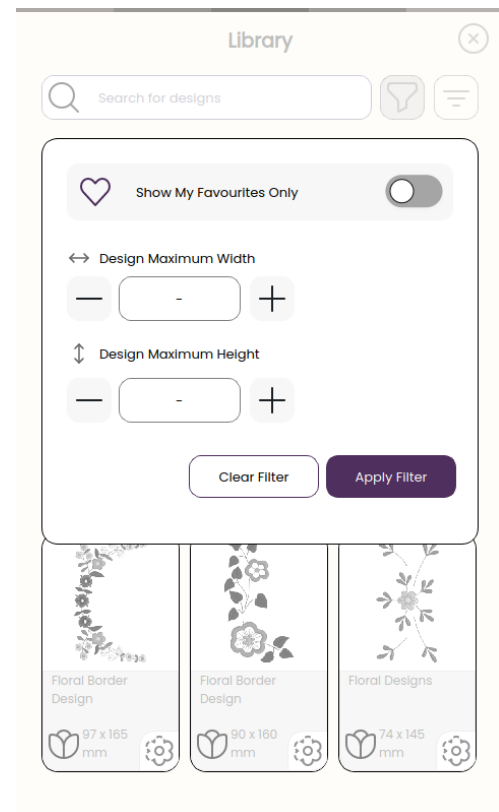 Library
Search for designs
Show My Favourites Only
Design Maximum Width
-
Design Maximum Height
-
Clear Filter
Apply Filter
Floral Border
Design
97 x 165
mm
Floral Border
Design
90 x 160
mm
Floral Designs
74 x 145
mm